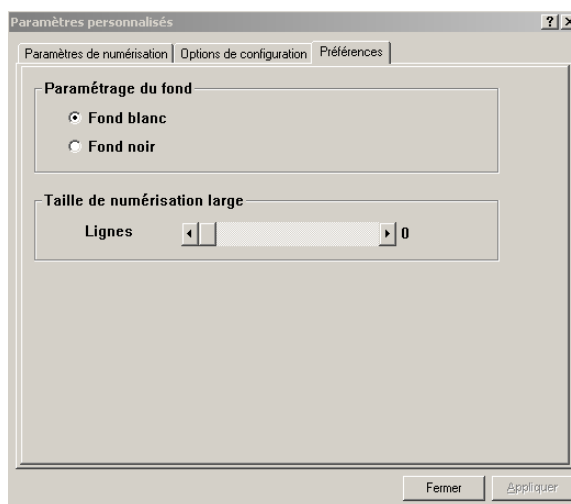 Paramètres personnalisés
Paramètres de numérisation Options de configuration Préférences
Paramétrage du fond
Fond blanc
Fond noir
Taille de numérisation large
Lignes 0
Fermer Appliquer